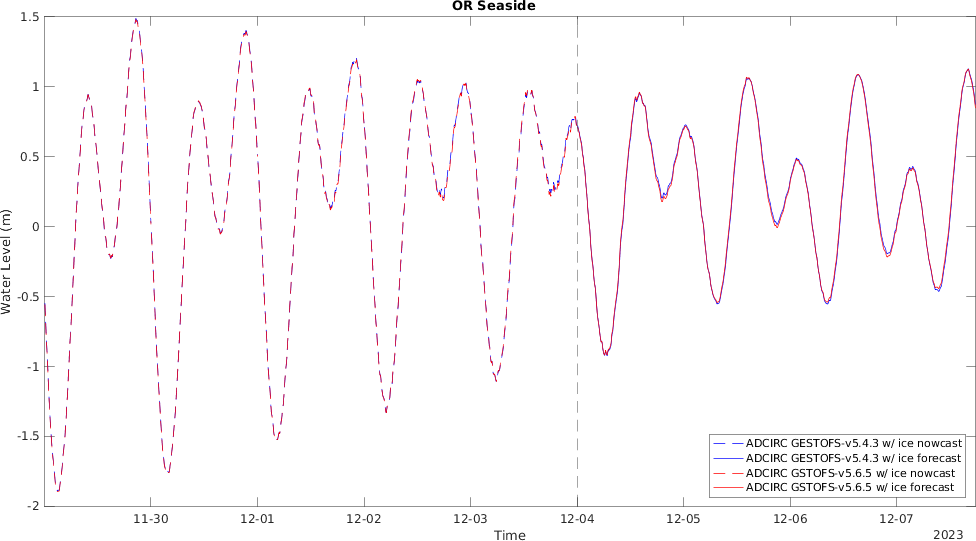 OR Seaside
1.5
1
0.5
0
-0.5
-1
-1.5
-2
Water Level (m)
11-30
12-01
12-02
12-03
12-04
12-05
12-06
12-07
Time
2023
ADCIRC GESTOFS-v5.4.3 w/ ice nowcast
ADCIRC GESTOFS-v5.4.3 w/ ice forecast
ADCIRC GSTOFS-v5.6.5 w/ ice nowcast
ADCIRC GSTOFS-v5.6.5 w/ ice forecast